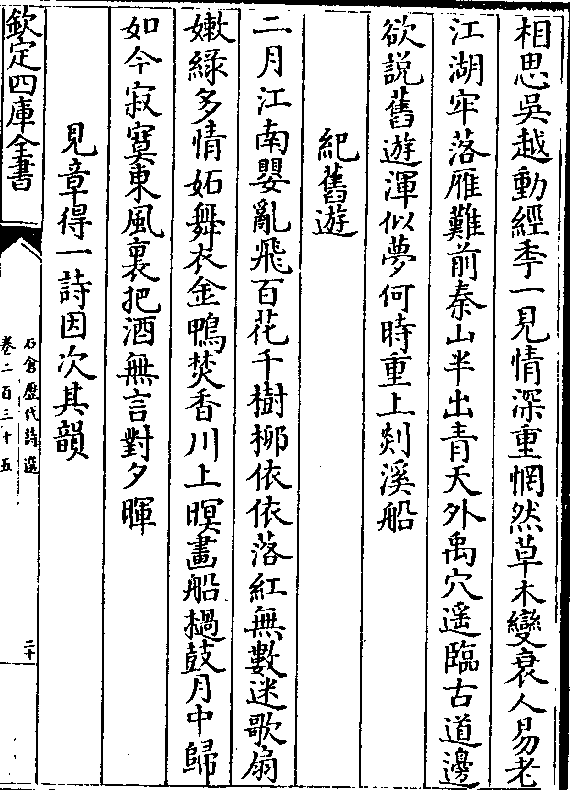 相思吳越動經季一見情深重惘然草木變衰人易老
江湖牢落雁難前秦山半出青天外禹穴遥臨古道邊
欲説舊遊渾似夢何時重上剡溪船
紀舊遊
二月江南嬰亂飛百花千樹桺依依落紅無數迷歌扇
嫩綠多情妬舞衣金鴨焚香川上暝畫船檛鼓月中歸
如今寂寞東風裏把酒無言對夕暉
見章得一詩因次其韻
欽定四庫全書
石倉歷代詩選
卷二百三十五
二十